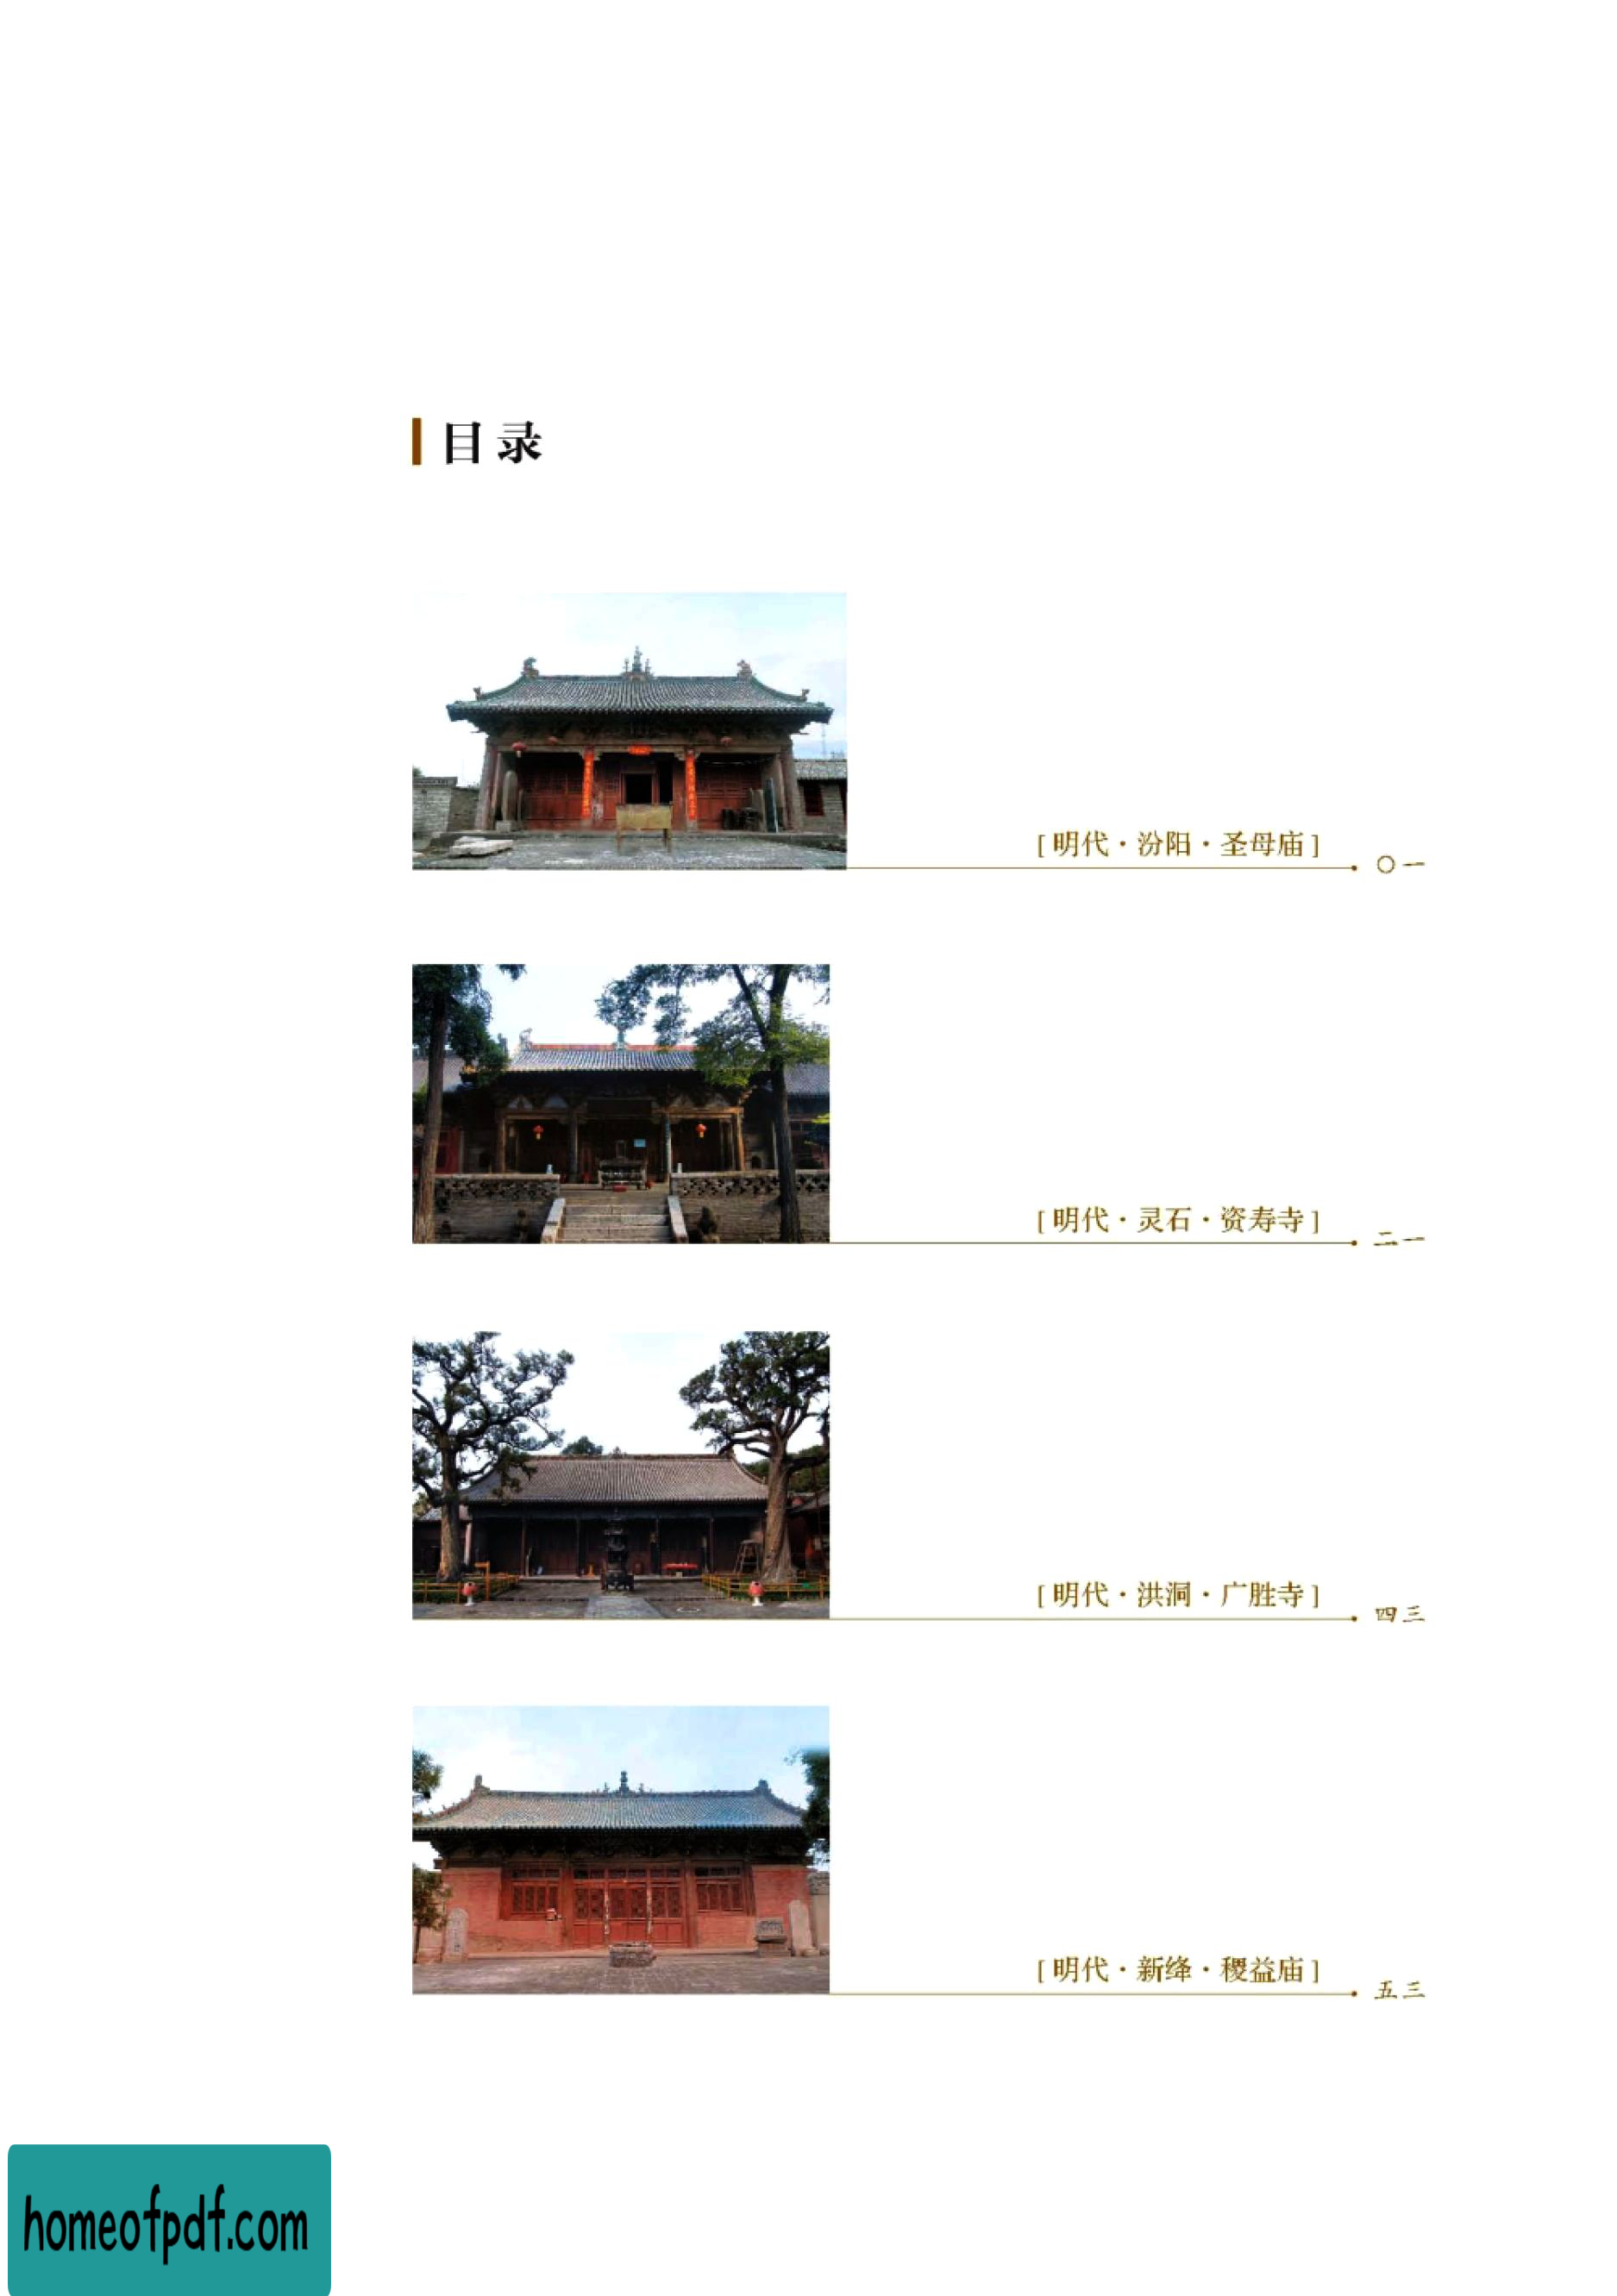 目录
[ 明代·汾阳·圣母庙 ]
〇一
[ 明代·灵石·资寿寺 ]
二一
[ 明代·洪洞·广胜寺 ]
四三
[ 明代·新绛·稷益庙 ]
五三
homeofpdf.com